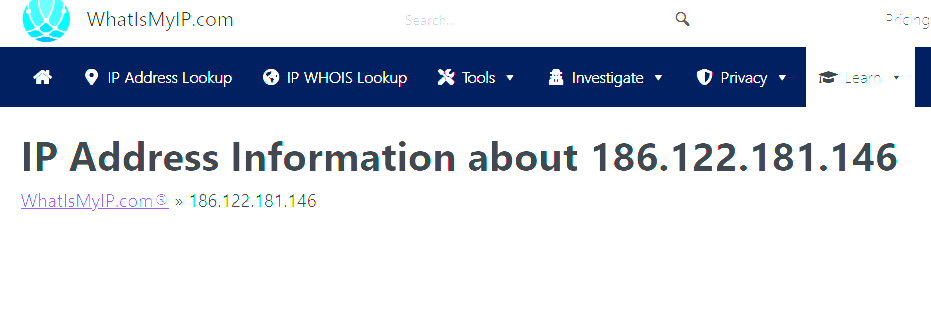 WhatIsMyIP.com Search... Pricing
IP Address Lookup IP WHOIS Lookup Tools Investigate Privacy Learn
IP Address Information about 186.122.181.146
WhatIsMyIP.com® » 186.122.181.146